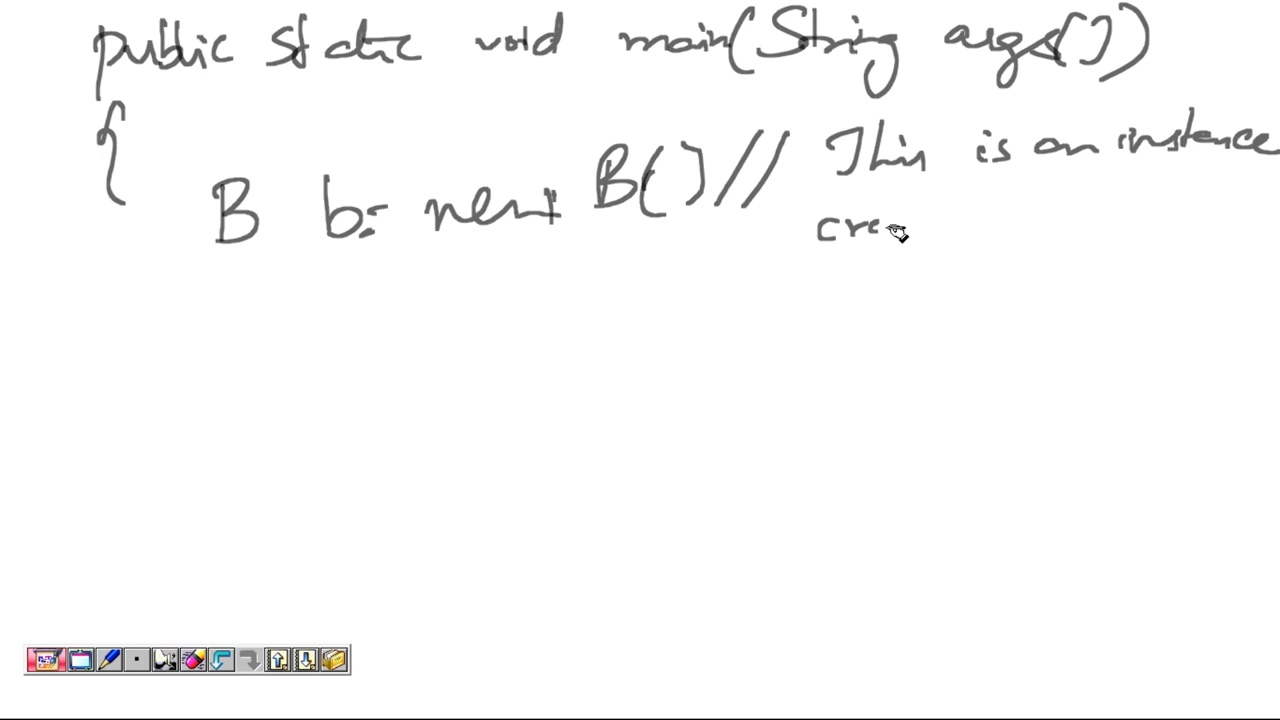 public static void main(String args[])
{
B b= new B() // This is an instance
cre